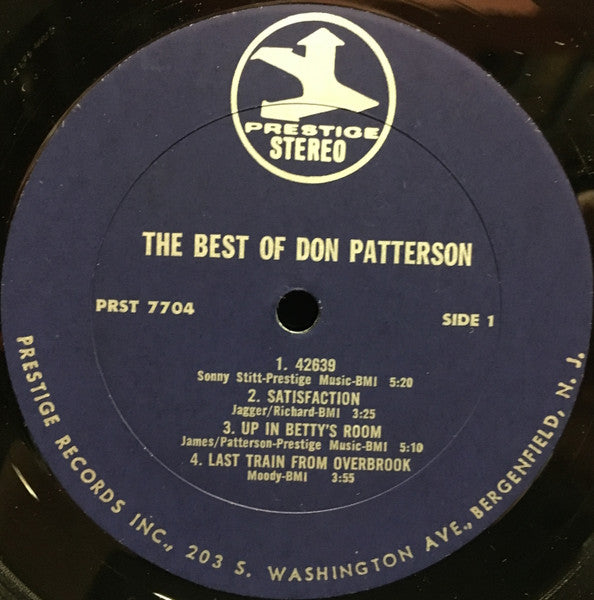 PRESTIGE
STEREO
THE BEST OF DON PATTERSON
PRST 7704
SIDE 1
1. 42639
Sonny Stitt-Prestige Music-BMI 5:20
2. SATISFACTION
Jagger/Richard-BMI 3:25
3. UP IN BETTY'S ROOM
James/Patterson-Prestige Music-BMI 5:10
4. LAST TRAIN FROM OVERBROOK
Moody-BMI 3:55
PRESTIGE RECORDS INC., 203 S. WASHINGTON AVE., BERGENFIELD, N. J.